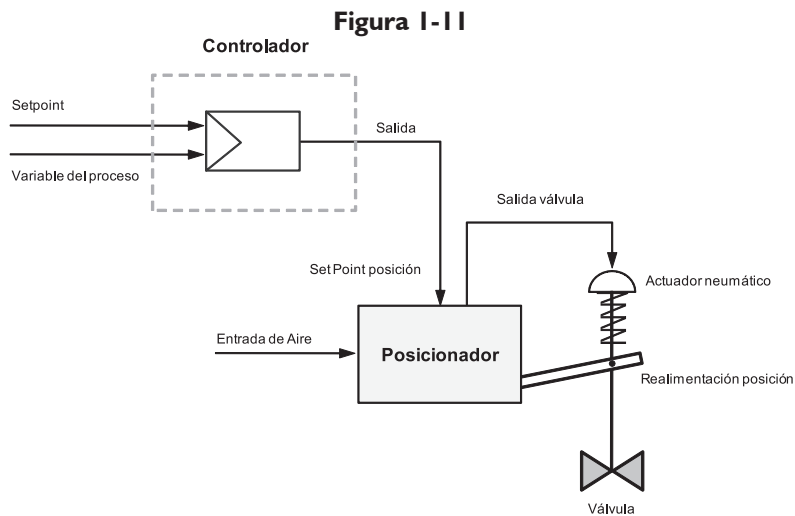 Figura 1-11
Controlador
Setpoint
Salida
Variable del proceso
Salida válvula
Set Point posición
Actuador neumático
Entrada de Aire
Posicionador
Realimentación posición
Válvula